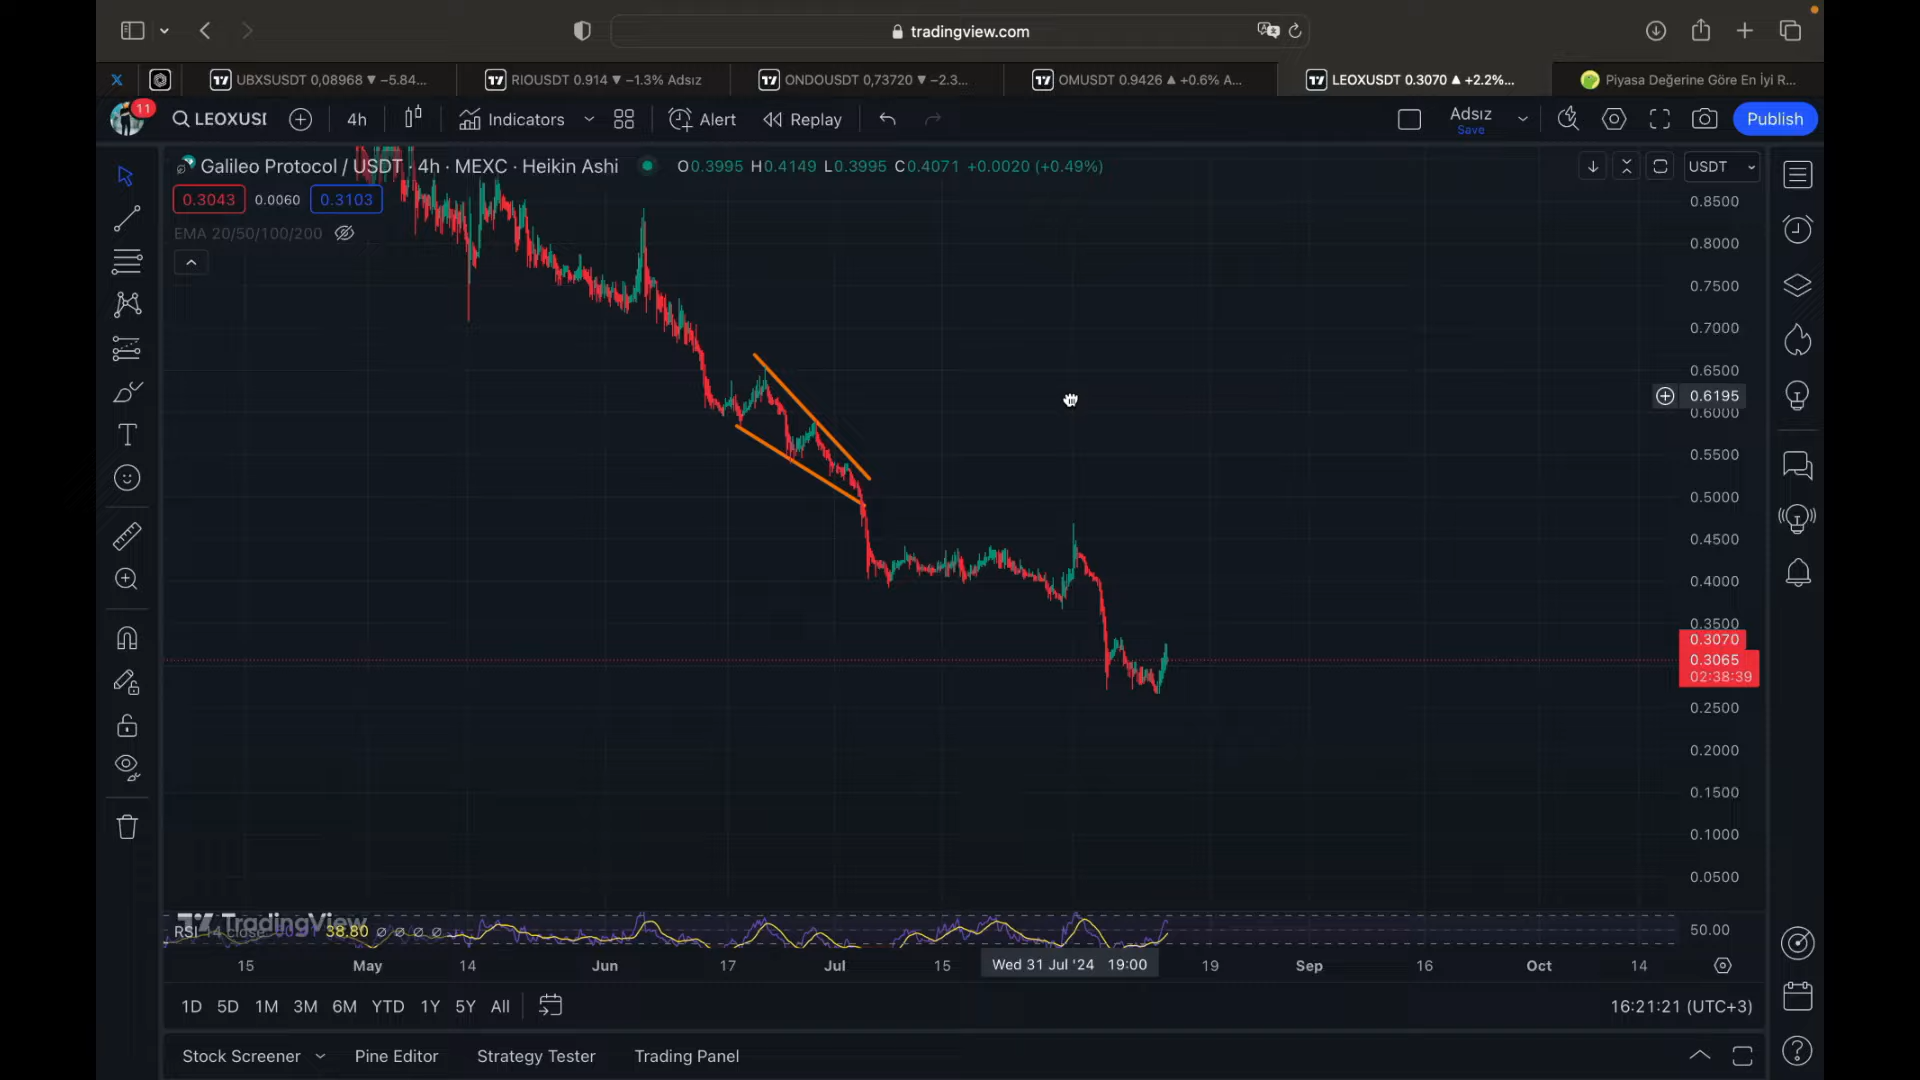 tradingview.com
UBXSUSDT 0,08968 ▼ −5.84...
RIOUSDT 0.914 ▼ −1.3% Adsız
ONDOUSDT 0,73720 ▼ −2.3...
OMUSDT 0.9426 ▲ +0.6% A...
LEOXUSDT 0.3070 ▲ +2.2%...
Piyasa Değerine Göre En İyi R...
11
LEOXUSI
4h
Indicators
Alert
Replay
Adsız
Save
Publish
Galileo Protocol / USDT · 4h · MEXC · Heikin Ashi
O0.3995 H0.4149 L0.3995 C0.4071 +0.0020 (+0.49%)
USDT
0.3043 0.0060 0.3103
EMA 20/50/100/200
0.8500
0.8000
0.7500
0.7000
0.6500
0.6195
0.6000
0.5500
0.5000
0.4500
0.4000
0.3500
0.3070
0.3065
02:38:39
0.2500
0.2000
0.1500
0.1000
0.0500
TradingView
RSI 14 close 38.80 ∅ ∅ ∅ ∅
50.00
15 May 14 Jun 17 Jul 15 Wed 31 Jul '24 19:00 19 Sep 16 Oct 14
1D 5D 1M 3M 6M YTD 1Y 5Y All
16:21:21 (UTC+3)
Stock Screener Pine Editor Strategy Tester Trading Panel